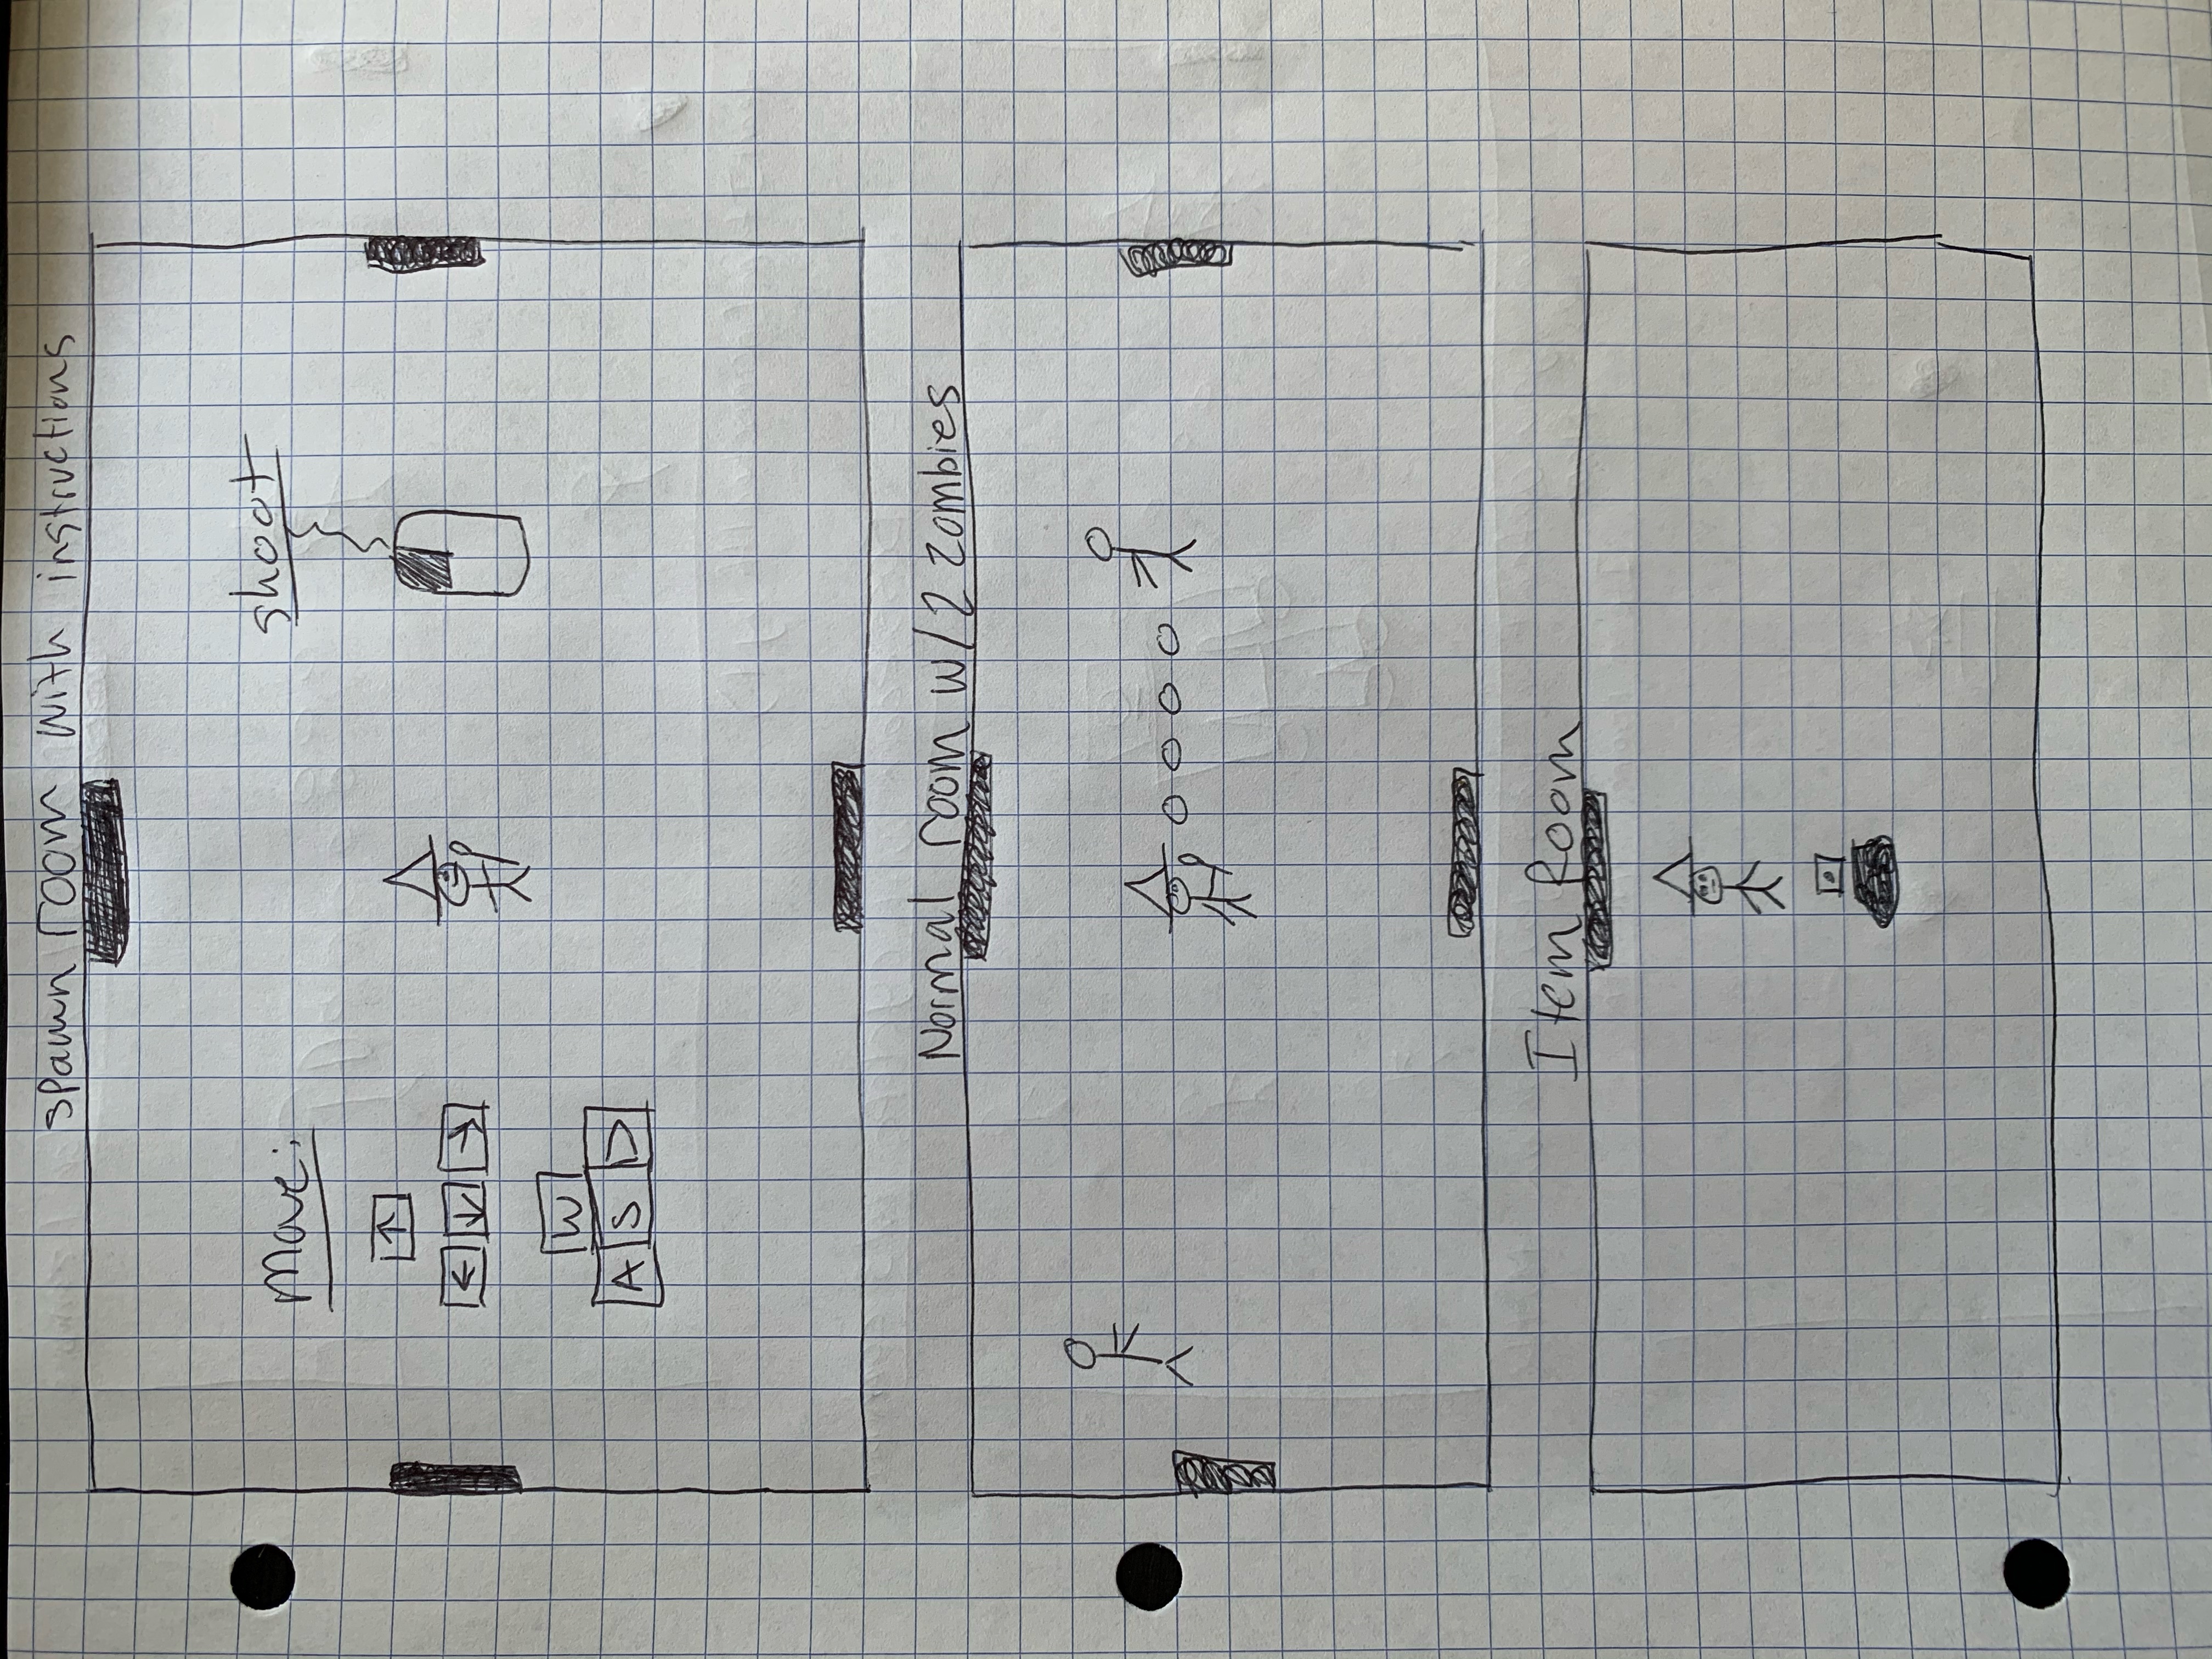 spawn room with instructions
Move:
shoot
↑
← ↓ →
W
A S D
Normal room w/2 zombies
Item Room